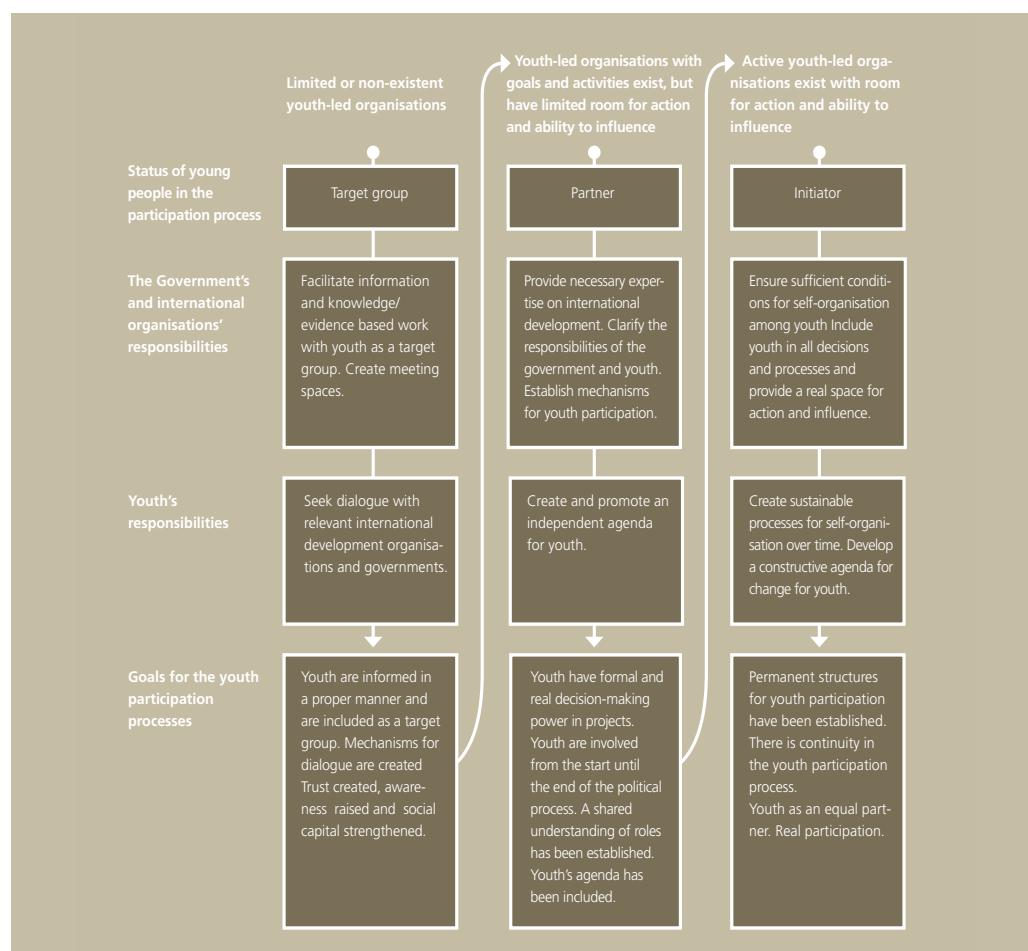 Limited or non-existent
youth-led organisations
Youth-led organisations with
goals and activities exist, but
have limited room for action
and ability to influence
Active youth-led orga-
nisations exist with room
for action and ability to
influence
Status of young
people in the
participation process
Target group
Partner
Initiator
The Government’s
and international
organisations’
responsibilities
Facilitate information
and knowledge/
evidence based work
with youth as a target
group. Create meeting
spaces.
Provide necessary exper-
tise on international
development. Clarify the
responsibilities of the
government and youth.
Establish mechanisms
for youth participation.
Ensure sufficient conditi-
ons for self-organisation
among youth Include
youth in all decisions
and processes and
provide a real space for
action and influence.
Youth’s
responsibilities
Seek dialogue with
relevant international
development organisa-
tions and governments.
Create and promote an
independent agenda
for youth.
Create sustainable
processes for self-organi-
sation over time. Develop
a constructive agenda for
change for youth.
Goals for the youth
participation
processes
Youth are informed in
a proper manner and
are included as a target
group. Mechanisms for
dialogue are created
Trust created, aware-
ness raised and social
capital strengthened.
Youth have formal and
real decision-making
power in projects.
Youth are involved
from the start until
the end of the political
process. A shared
understanding of roles
has been established.
Youth’s agenda has
been included.
Permanent structures
for youth participation
have been established.
There is continuity in
the youth participation
process.
Youth as an equal part-
ner. Real participation.